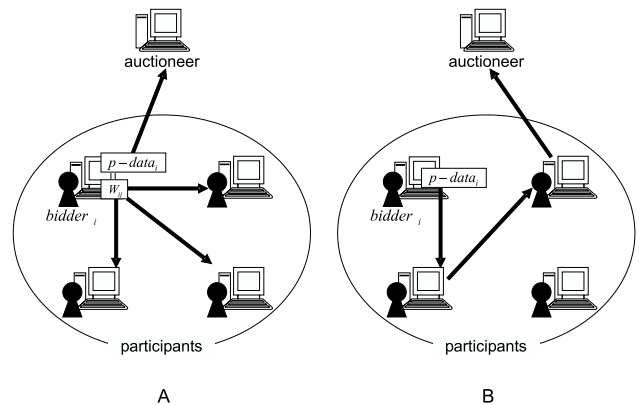 auctioneer
p-data_i
W_ij
bidder_i
participants
A
auctioneer
p-data_i
bidder_i
participants
B